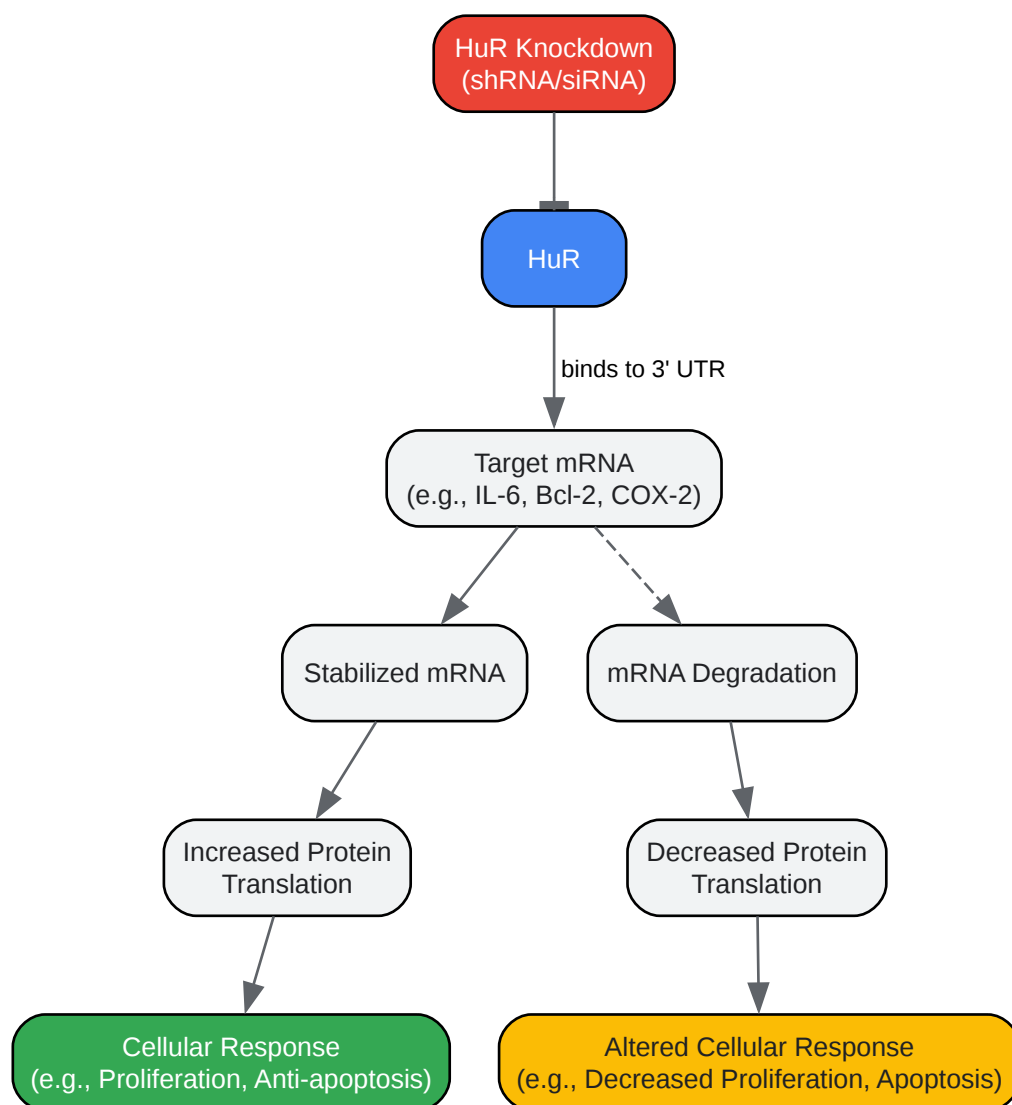 HuR Knockdown
(shRNA/siRNA)
HuR
binds to 3' UTR
Target mRNA
(e.g., IL-6, Bcl-2, COX-2)
Stabilized mRNA
mRNA Degradation
Increased Protein
Translation
Decreased Protein
Translation
Cellular Response
(e.g., Proliferation, Anti-apoptosis)
Altered Cellular Response
(e.g., Decreased Proliferation, Apoptosis)